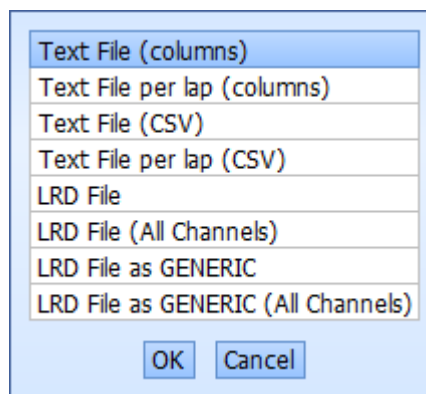 Text File (columns)
Text File per lap (columns)
Text File (CSV)
Text File per lap (CSV)
LRD File
LRD File (All Channels)
LRD File as GENERIC
LRD File as GENERIC (All Channels)
OK Cancel